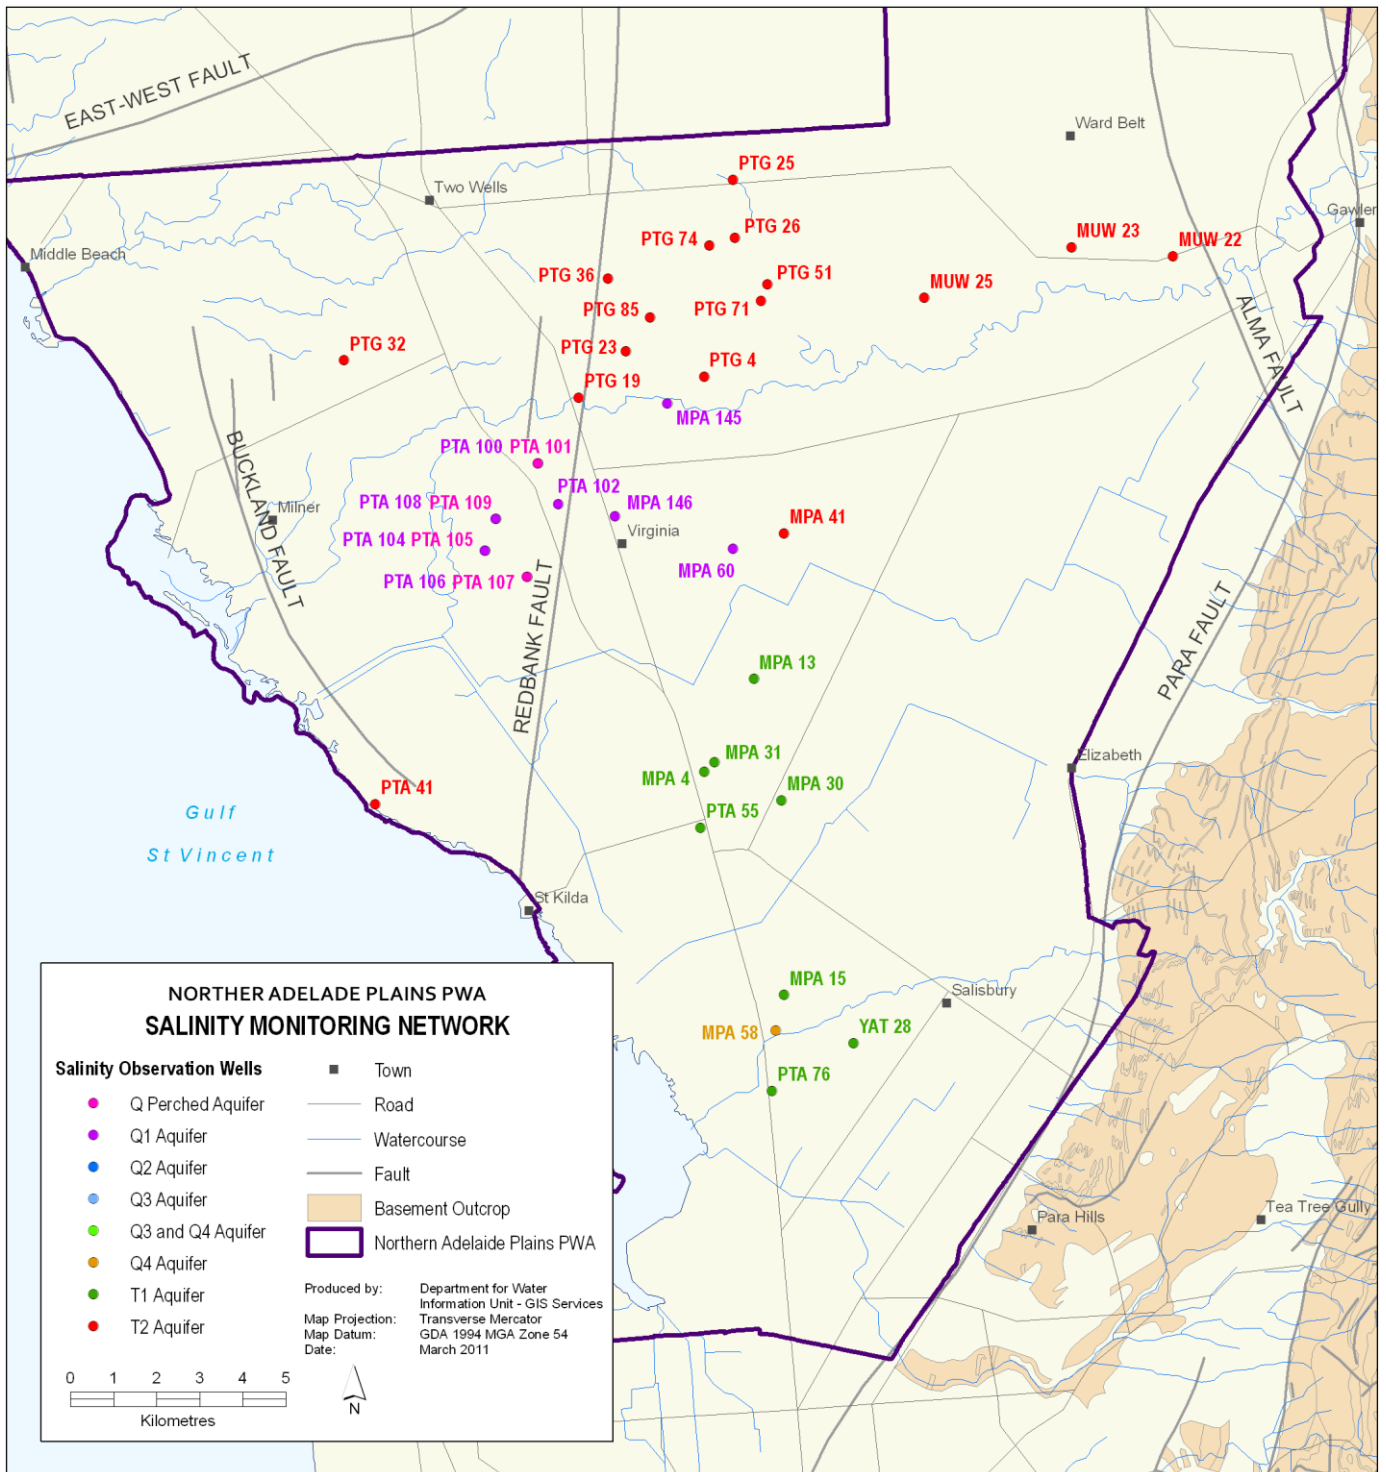 EAST-WEST FAULT
Ward Belt
PTG 25
Two Wells
Gawler
PTG 26
PTG 74
MUW 23
MUW 22
Middle Beach
PTG 36
PTG 51
MUW 25
PTG 71
PTG 85
ALMA FAULT
PTG 32
PTG 23
PTG 4
PTG 19
MPA 145
BUCKLAND FAULT
PTA 100 PTA 101
PTA 102
PTA 108 PTA 109
MPA 146
Milner
MPA 41
Virginia
PTA 104 PTA 105
MPA 60
PTA 106 PTA 107
REDBANK FAULT
PARA FAULT
MPA 13
MPA 31
Elizabeth
MPA 4
MPA 30
PTA 41
PTA 55
Gulf
St Vincent
St Kilda
MPA 15
Salisbury
MPA 58
YAT 28
PTA 76
Para Hills
Tea Tree Gully
NORTHER ADELADE PLAINS PWA
SALINITY MONITORING NETWORK
Salinity Observation Wells
Q Perched Aquifer
Q1 Aquifer
Q2 Aquifer
Q3 Aquifer
Q3 and Q4 Aquifer
Q4 Aquifer
T1 Aquifer
T2 Aquifer
Town
Road
Watercourse
Fault
Basement Outcrop
Northern Adelaide Plains PWA
Produced by: Department for Water
Information Unit - GIS Services
Map Projection: Transverse Mercator
Map Datum: GDA 1994 MGA Zone 54
Date: March 2011
0 1 2 3 4 5
Kilometres
N